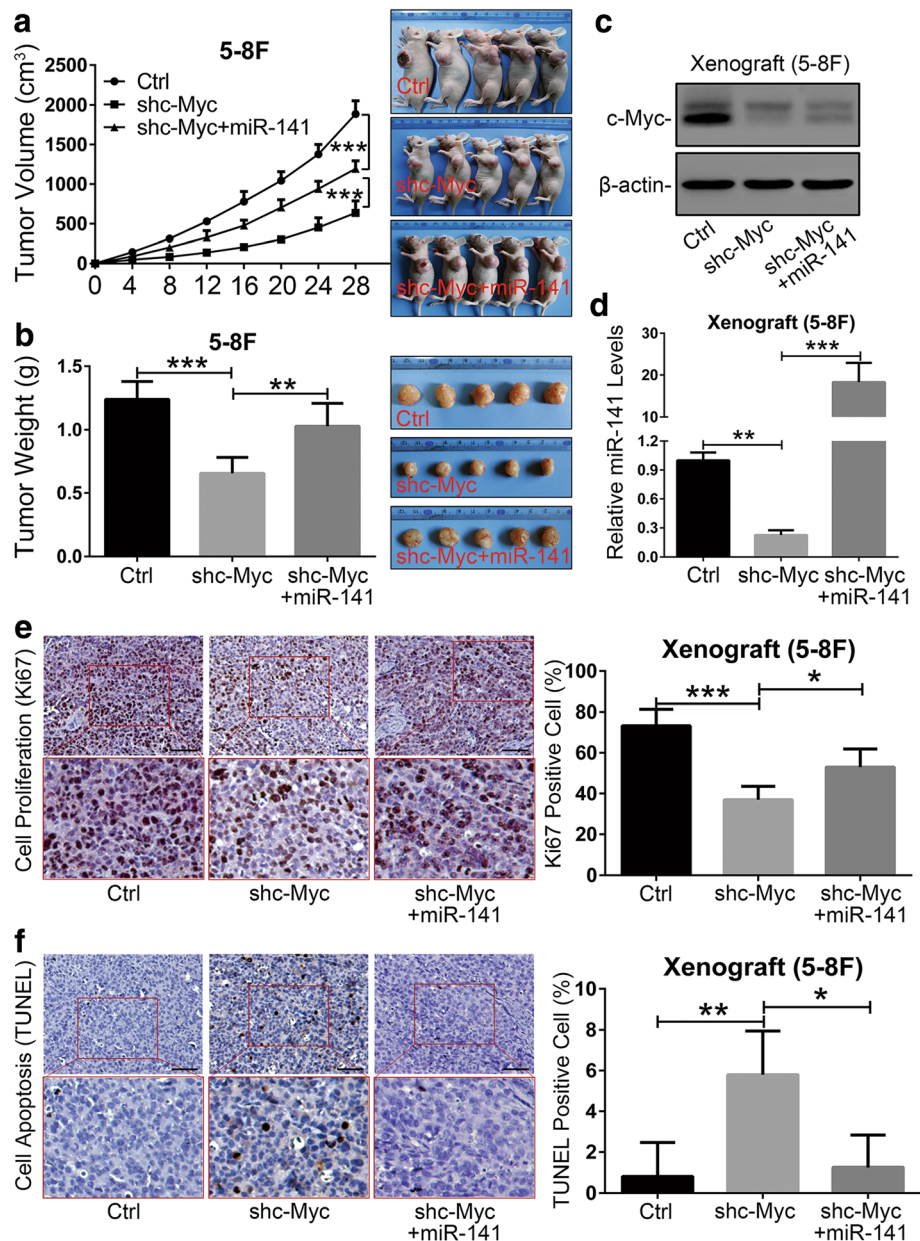 a
5-8F
Tumor Volume (cm³)
2500
2000
1500
1000
500
0
Ctrl
shc-Myc
shc-Myc+miR-141
***
***
0 4 8 12 16 20 24 28
Ctrl
shc-Myc
shc-Myc+miR-141
b
5-8F
Tumor Weight (g)
1.5
1.0
0.5
0.0
***
**
Ctrl
shc-Myc
shc-Myc
+miR-141
Ctrl
shc-Myc
shc-Myc+miR-141
c
Xenograft (5-8F)
c-Myc-
β-actin-
Ctrl
shc-Myc
shc-Myc
+miR-141
d
Xenograft (5-8F)
Relative miR-141 Levels
30
20
10
1.2
0.9
0.6
0.3
0.0
**
***
Ctrl
shc-Myc
shc-Myc
+miR-141
e
Cell Proliferation (Ki67)
Ctrl
shc-Myc
shc-Myc
+miR-141
Xenograft (5-8F)
Ki67 Positive Cell (%)
100
80
60
40
20
0
***
*
Ctrl
shc-Myc
shc-Myc
+miR-141
f
Cell Apoptosis (TUNEL)
Ctrl
shc-Myc
shc-Myc
+miR-141
Xenograft (5-8F)
TUNEL Positive Cell (%)
10
8
6
4
2
0
**
*
Ctrl
shc-Myc
shc-Myc
+miR-141